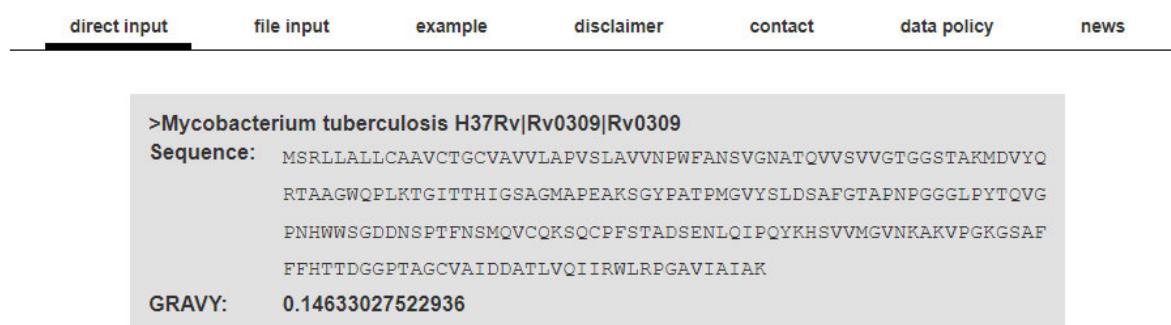 direct input file input example disclaimer contact data policy news
>Mycobacterium tuberculosis H37Rv|Rv0309|Rv0309
Sequence: MSRLLALLCAAVCTGCVAVVLAPVSLAVVNPWFANSVGNATQVVSVVGTGGSTAKMDVYQ
RTAAGWQPLKTGITTHIGSAGMAPEAKSGYPATPMGVYSLDSAFGTAPNPGGGLPYTQVG
PNHWWSGDDNSPTFNSMQVCQKSQCPFSTADSENLQIPQYKHSVVMGVNKAKVPGKGSAF
FFHTTDGGPTAGCVAIDDATLVQIIRWLRPGAVIAIAK
GRAVY: 0.14633027522936